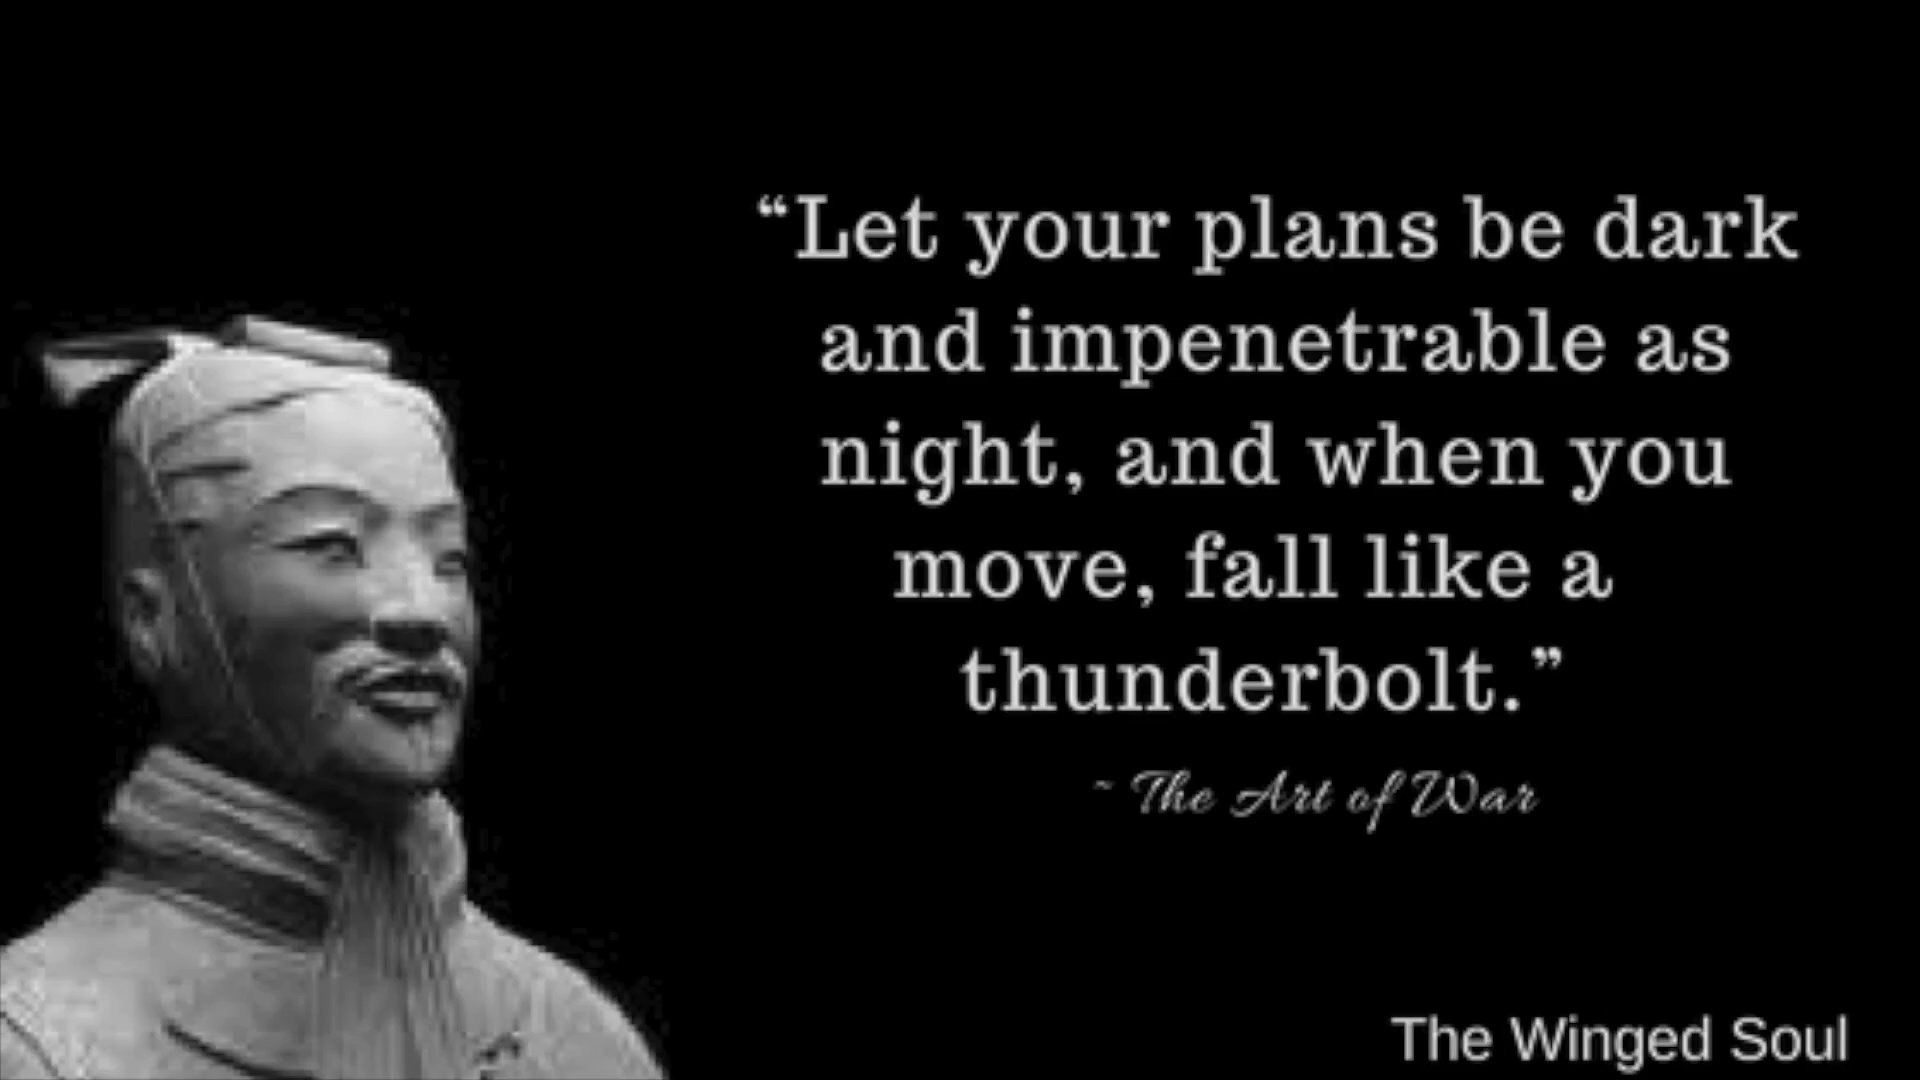 “Let your plans be dark
and impenetrable as
night, and when you
move, fall like a
thunderbolt.”
~ The Art of War
The Winged Soul